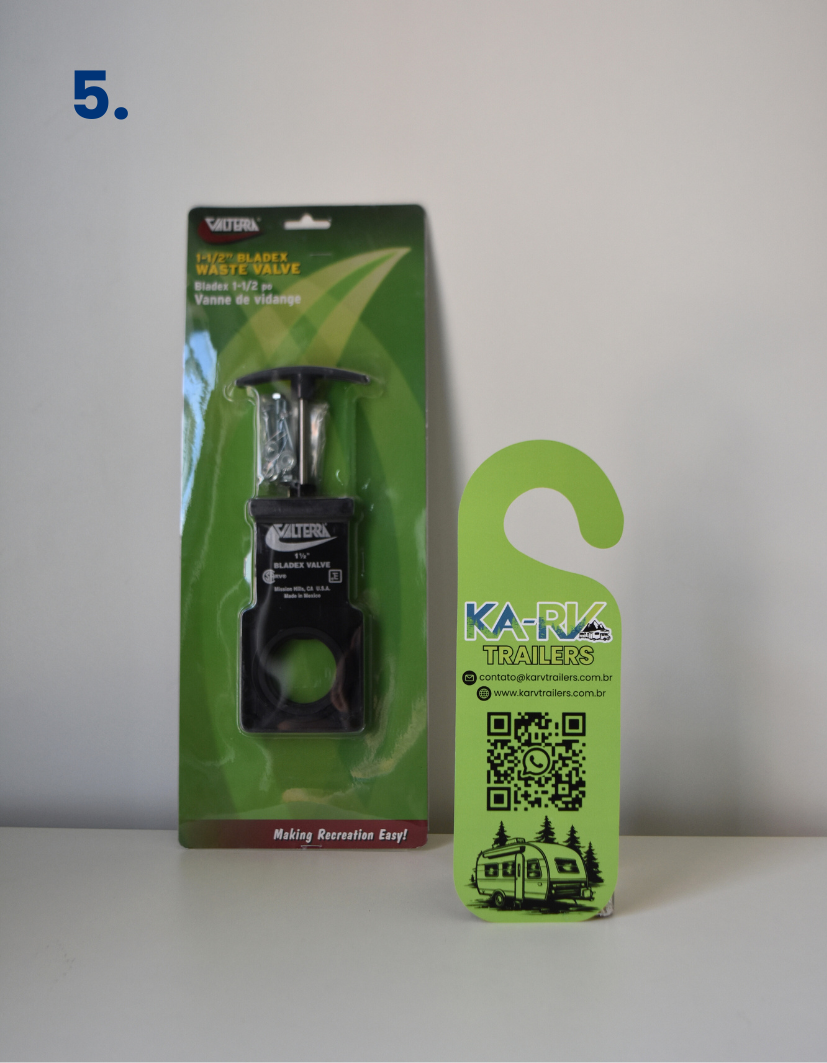 5.
VALTERRA
1-1/2" BLADEX
WASTE VALVE
Bladex 1-1/2 po
Vanne de vidange
VALTERRA
1½"
BLADEX VALVE
Mission Hills, CA U.S.A.
Made in Mexico
Making Recreation Easy!
KA-RV
TRAILERS
contato@karvtrailers.com.br
www.karvtrailers.com.br